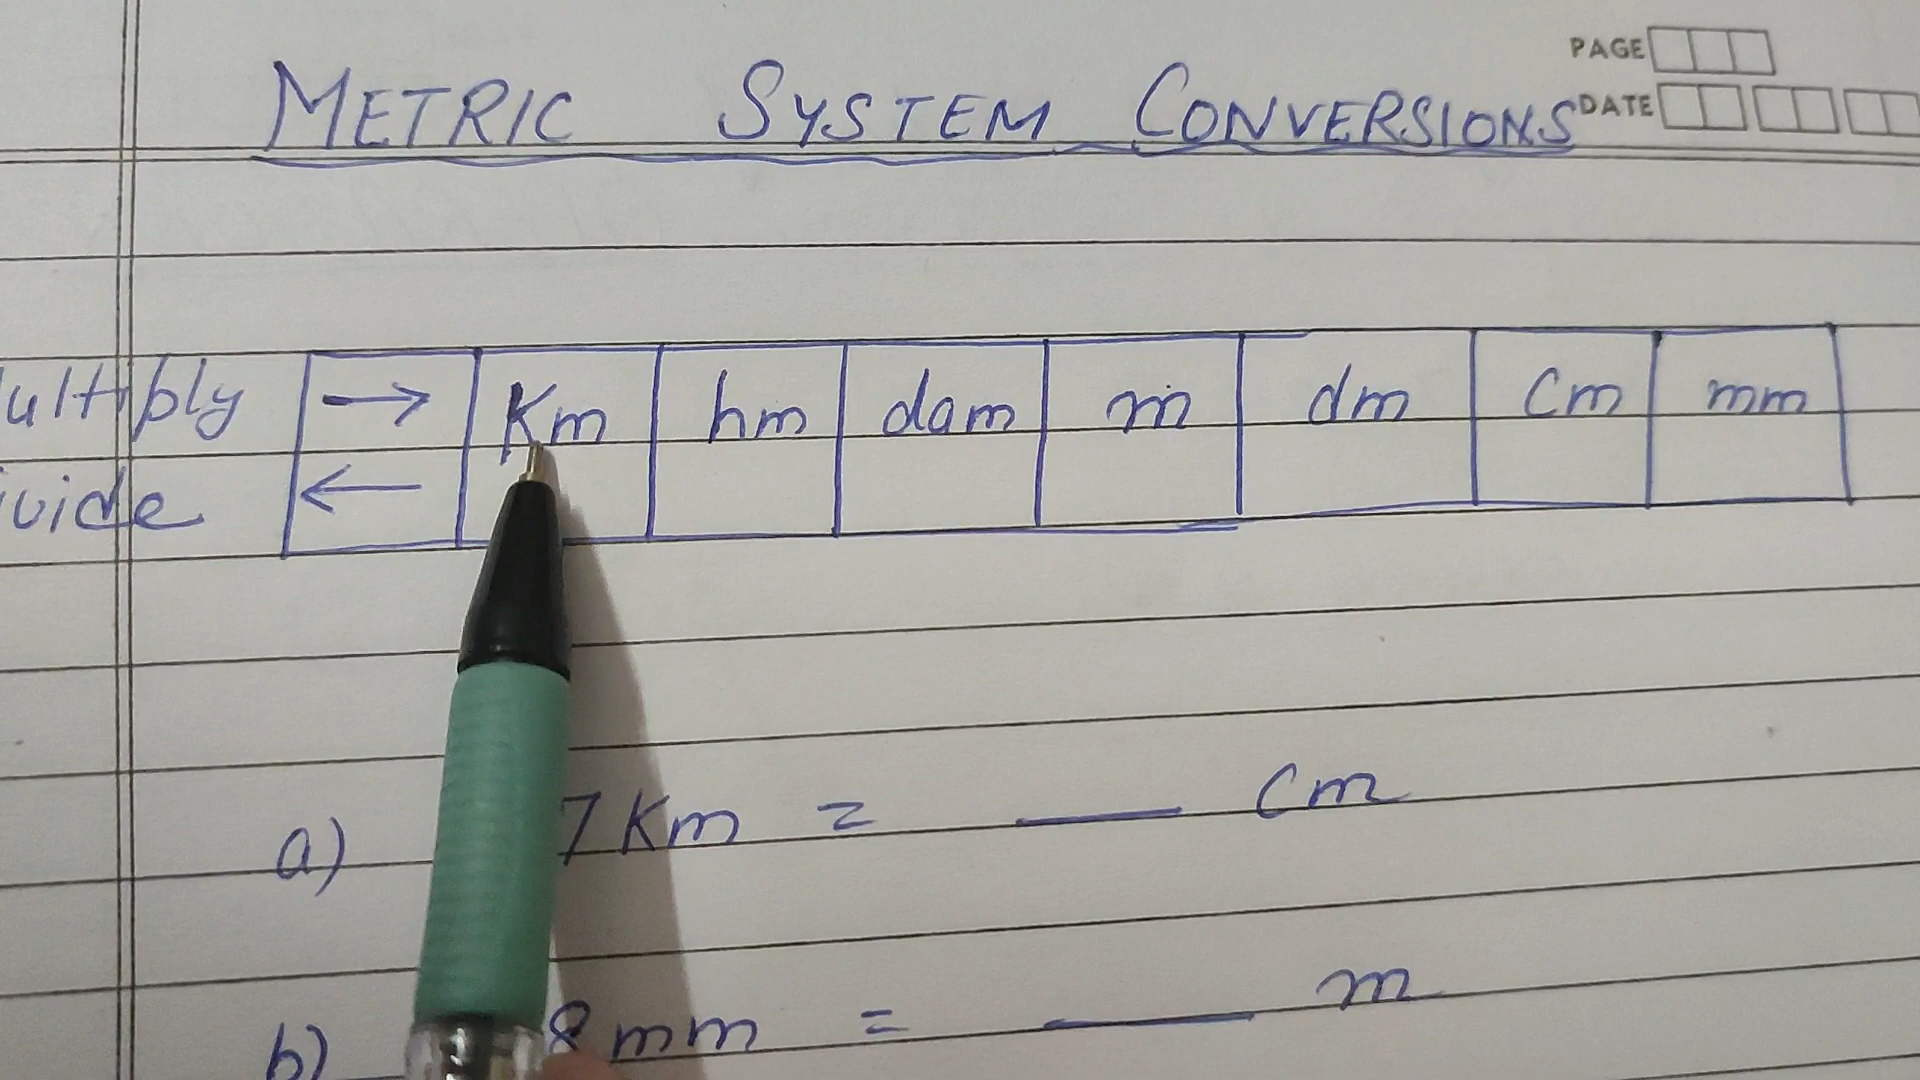 PAGE
METRIC SYSTEM CONVERSIONS DATE
ultiply → Km hm dam m dm Cm mm
ivide ←
a) 7 Km = ___ Cm
b) 8 mm = ___ m